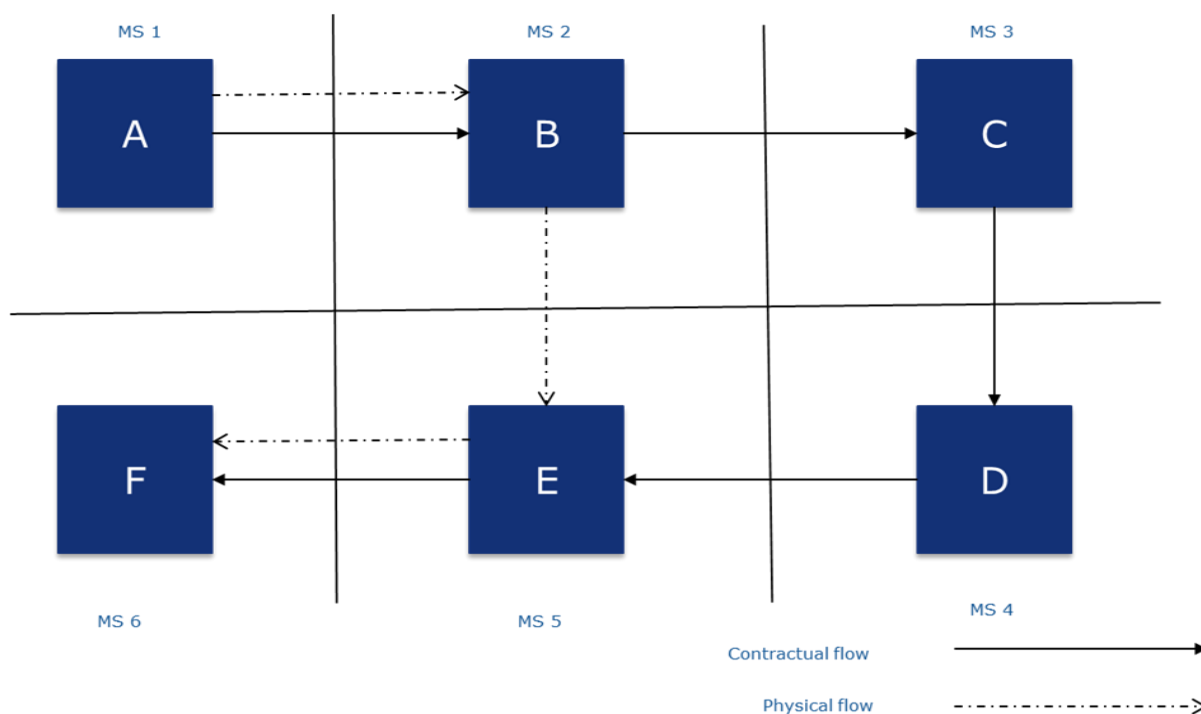 MS 1
MS 2
MS 3
A
B
C
F
E
D
MS 6
MS 5
MS 4
Contractual flow
Physical flow